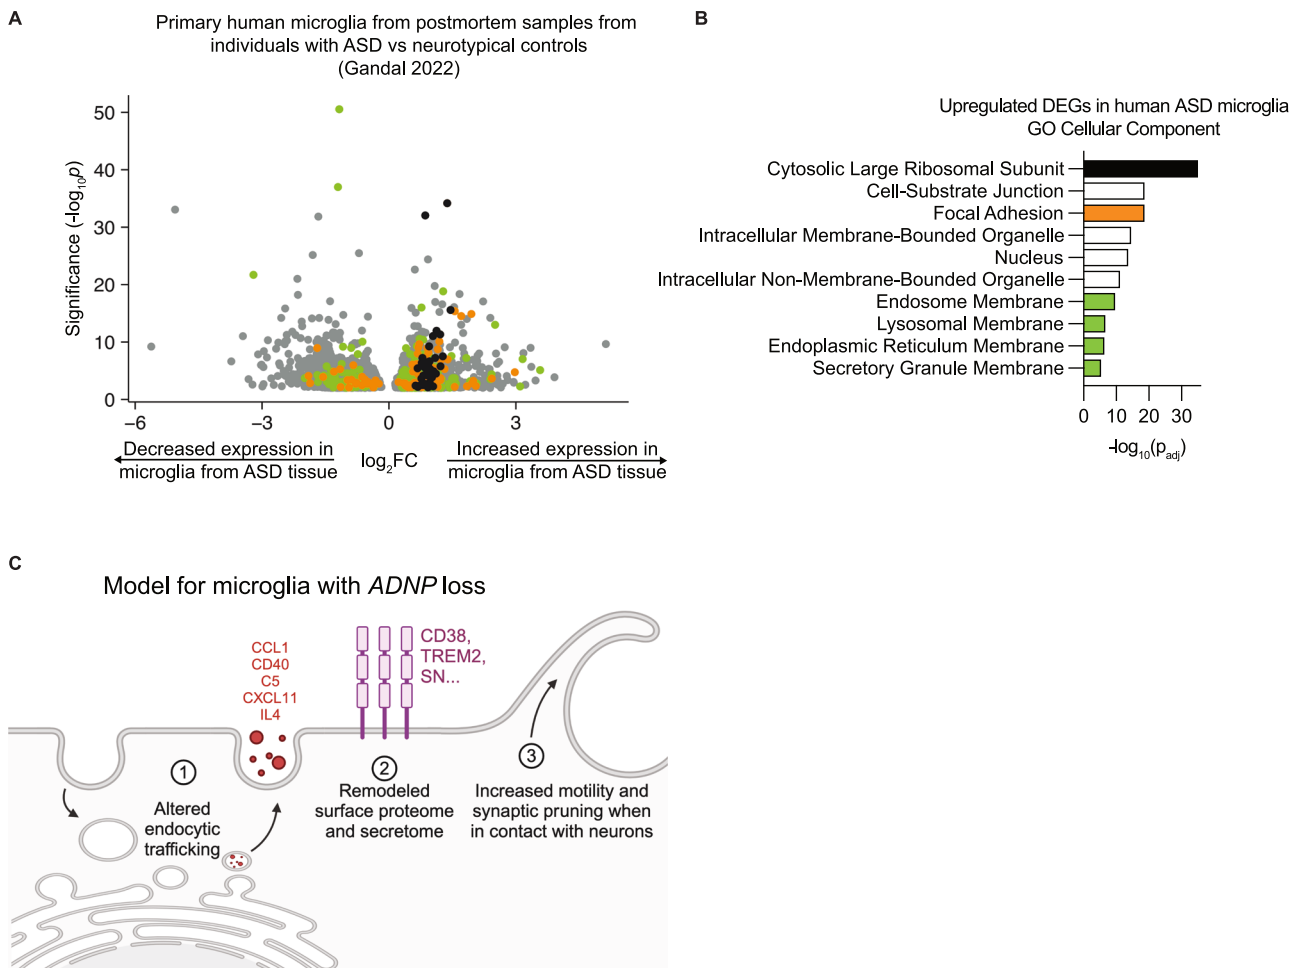 A
Primary human microglia from postmortem samples from
individuals with ASD vs neurotypical controls
(Gandal 2022)
Significance (-log10p)
50
40
30
20
10
0
−6
−3
0
3
Decreased expression in
microglia from ASD tissue
log2FC
Increased expression in
microglia from ASD tissue
B
Upregulated DEGs in human ASD microglia
GO Cellular Component
Cytosolic Large Ribosomal Subunit
Cell-Substrate Junction
Focal Adhesion
Intracellular Membrane-Bounded Organelle
Nucleus
Intracellular Non-Membrane-Bounded Organelle
Endosome Membrane
Lysosomal Membrane
Endoplasmic Reticulum Membrane
Secretory Granule Membrane
0 10 20 30
-log10(padj)
C
Model for microglia with ADNP loss
CCL1
CD40
C5
CXCL11
IL4
CD38,
TREM2,
SN...
1
Altered
endocytic
trafficking
2
Remodeled
surface proteome
and secretome
3
Increased motility and
synaptic pruning when
in contact with neurons